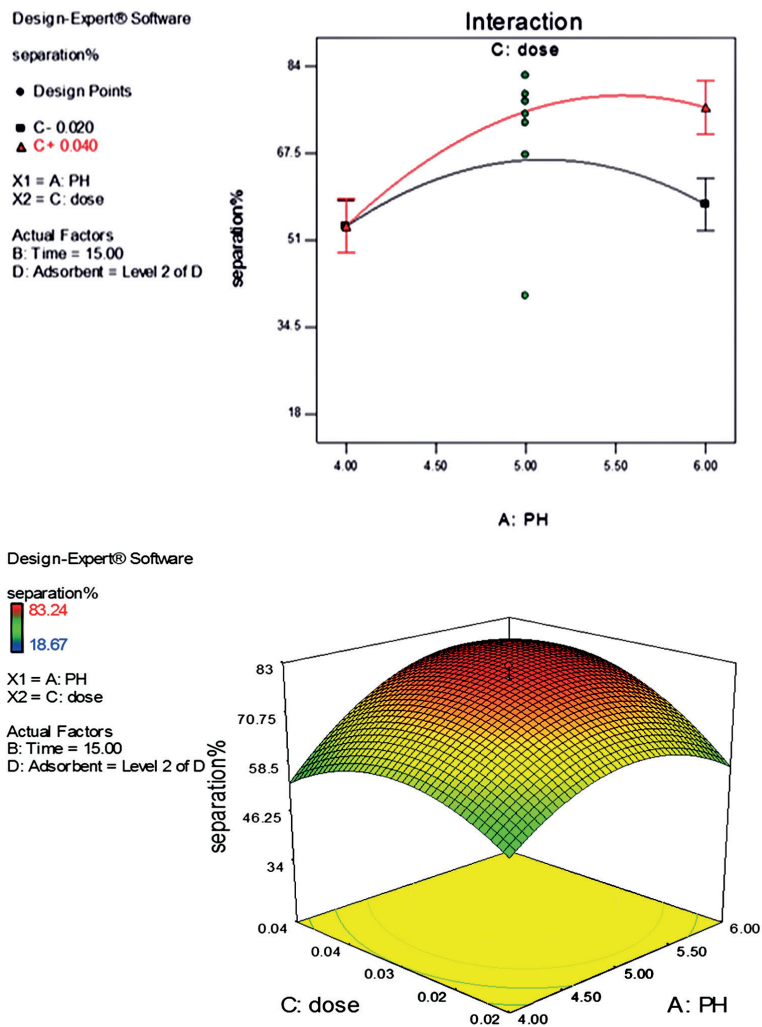 Design-Expert® Software
separation%
Design Points
C- 0.020
C+ 0.040
X1 = A: PH
X2 = C: dose
Actual Factors
B: Time = 15.00
D: Adsorbent = Level 2 of D
Interaction
C: dose
separation%
84
67.5
51
34.5
18
4.00 4.50 5.00 5.50 6.00
A: PH
Design-Expert® Software
separation%
83.24
18.67
X1 = A: PH
X2 = C: dose
Actual Factors
B: Time = 15.00
D: Adsorbent = Level 2 of D
separation%
83
70.75
58.5
46.25
34
0.04
0.04
0.03
0.02
0.02
C: dose
4.00
4.50
5.00
5.50
6.00
A: PH